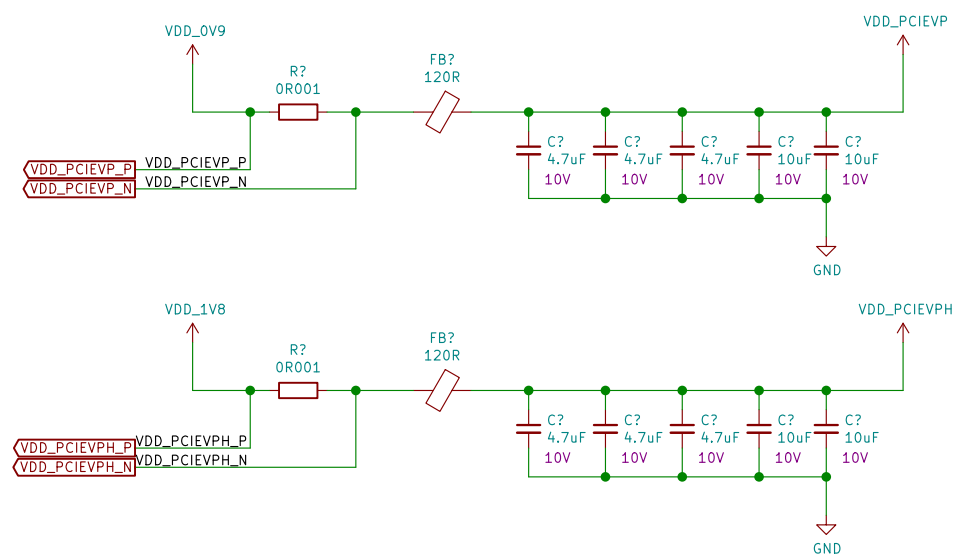 VDD_0V9
VDD_PCIEVP
R?
0R001
FB?
120R
C?
4.7uF
10V
C?
4.7uF
10V
C?
4.7uF
10V
C?
10uF
10V
C?
10uF
10V
VDD_PCIEVP_P
VDD_PCIEVP_P
VDD_PCIEVP_N
VDD_PCIEVP_N
GND
VDD_1V8
VDD_PCIEVPH
R?
0R001
FB?
120R
C?
4.7uF
10V
C?
4.7uF
10V
C?
4.7uF
10V
C?
10uF
10V
C?
10uF
10V
VDD_PCIEVPH_P
VDD_PCIEVPH_P
VDD_PCIEVPH_N
VDD_PCIEVPH_N
GND